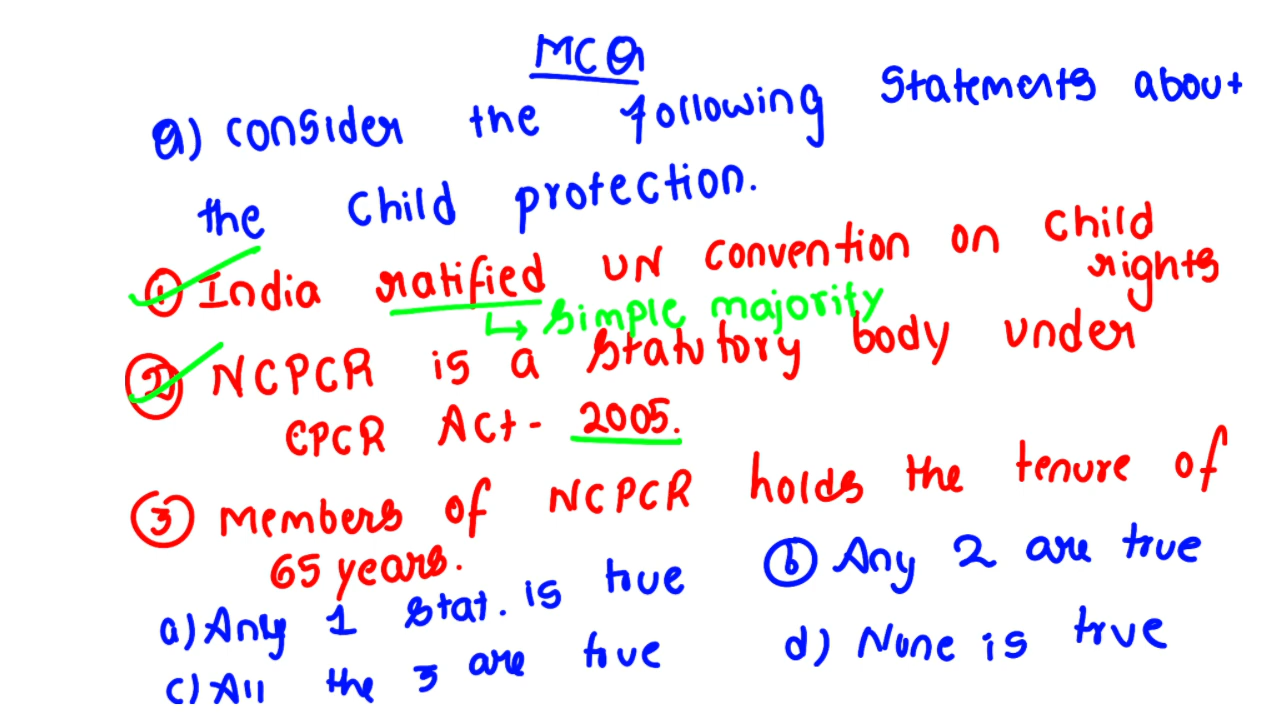 MCQ
Q) consider the following Statements about
the Child protection.
① India ratified UN convention on child
rights
↳ Simple majority
② NCPCR is a Statutory body under
CPCR Act - 2005.
③ Members of NCPCR holds the tenure of
65 years.
a) Any 1 Stat. is true ⓑ Any 2 are true
c) All the 3 are true d) None is true